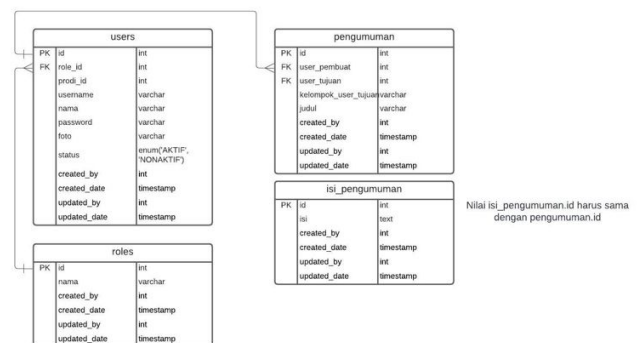 users
PK id int
FK role_id int
prodi_id int
username varchar
nama varchar
password varchar
foto varchar
status enum('AKTIF',
'NONAKTIF')
created_by int
created_date timestamp
updated_by int
updated_date timestamp
roles
PK id int
nama varchar
created_by int
created_date timestamp
updated_by int
updated_date timestamp
pengumuman
PK id int
FK user_pembuat int
FK user_tujuan int
kelompok_user_tujuan varchar
judul varchar
created_by int
created_date timestamp
updated_by int
updated_date timestamp
isi_pengumuman
PK id int
isi text
created_by int
created_date timestamp
updated_by int
updated_date timestamp
Nilai isi_pengumuman.id harus sama
dengan pengumuman.id